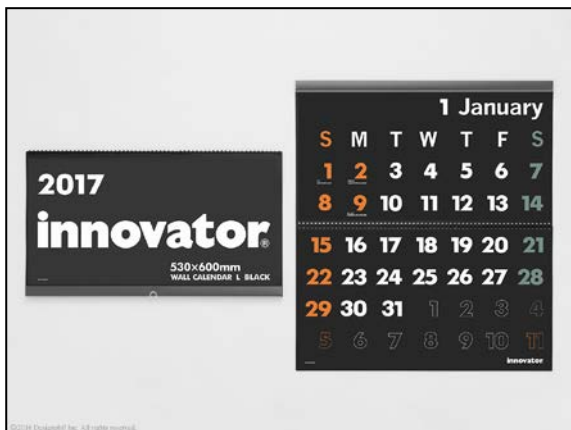 2017
innovator®
530×600mm
WALL CALENDAR L BLACK
1 January
S M T W T F S
1 2 3 4 5 6 7
8 9 10 11 12 13 14
15 16 17 18 19 20 21
22 23 24 25 26 27 28
29 30 31 1 2 3 4
5 6 7 8 9 10 11
innovator